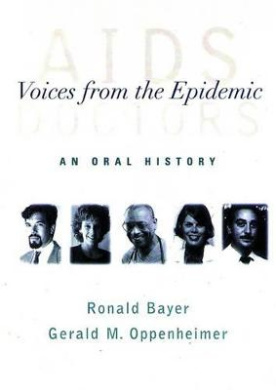 AIDS
Voices from the Epidemic
DOCTORS
AN ORAL HISTORY
Ronald Bayer
Gerald M. Oppenheimer